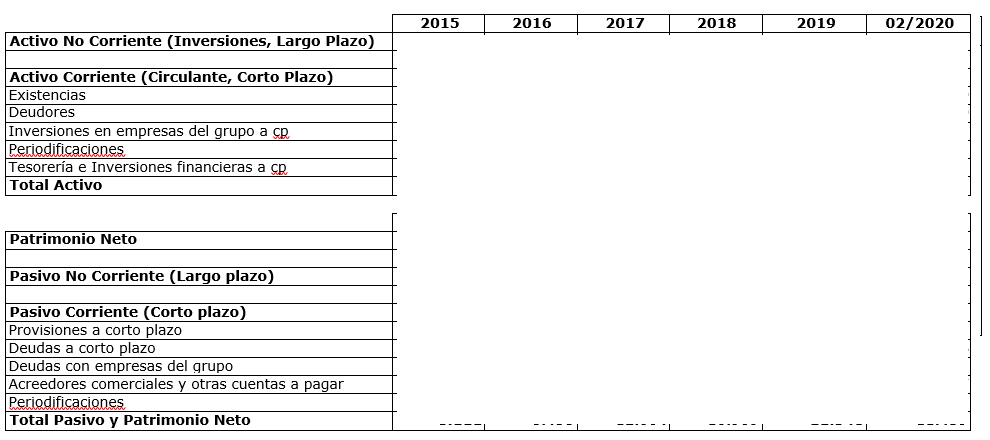 2015 2016 2017 2018 2019 02/2020
Activo No Corriente (Inversiones, Largo Plazo)
Activo Corriente (Circulante, Corto Plazo)
Existencias
Deudores
Inversiones en empresas del grupo a cp
Periodificaciones
Tesorería e Inversiones financieras a cp
Total Activo
Patrimonio Neto
Pasivo No Corriente (Largo plazo)
Pasivo Corriente (Corto plazo)
Provisiones a corto plazo
Deudas a corto plazo
Deudas con empresas del grupo
Acreedores comerciales y otras cuentas a pagar
Periodificaciones
Total Pasivo y Patrimonio Neto